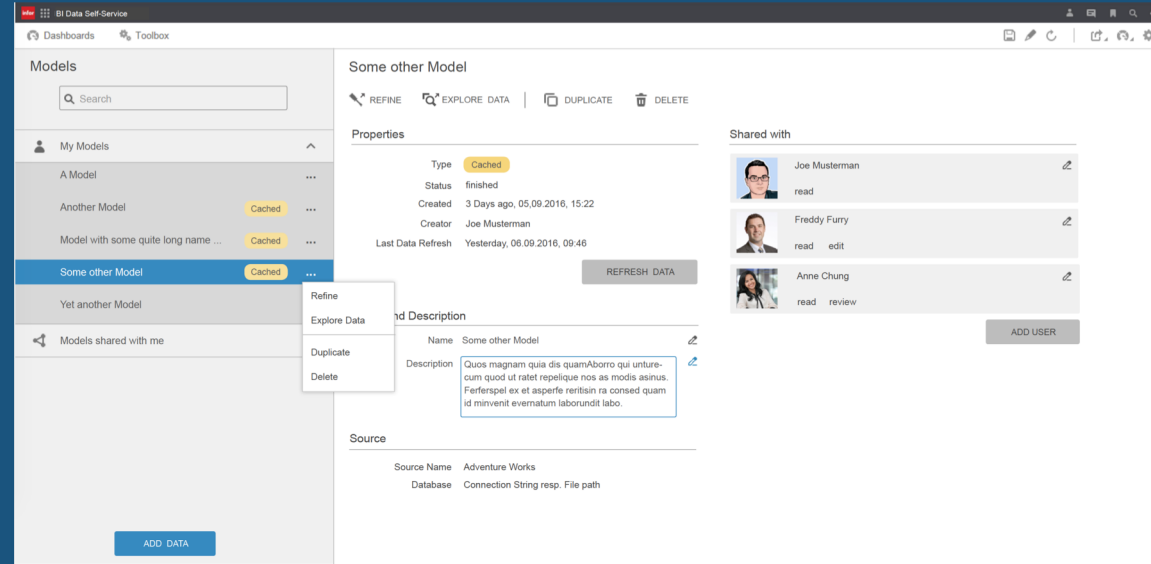 infor BI Data Self-Service
Dashboards Toolbox
Models
Search
My Models
A Model ...
Another Model Cached ...
Model with some quite long name ... Cached ...
Some other Model Cached ...
Yet another Model
Models shared with me
ADD DATA
Refine
Explore Data
Duplicate
Delete
Some other Model
REFINE EXPLORE DATA DUPLICATE DELETE
Properties
Type Cached
Status finished
Created 3 Days ago, 05,09.2016, 15:22
Creator Joe Musterman
Last Data Refresh Yesterday, 06.09.2016, 09:46
REFRESH DATA
nd Description
Name Some other Model
Description Quos magnam quia dis quamAborro qui unture-
cum quod ut ratet repelique nos as modis asinus.
Ferferspel ex et asperfe reritisin ra consed quam
id minvenit evernatum laborundit labo.
Source
Source Name Adventure Works
Database Connection String resp. File path
Shared with
Joe Musterman
read
Freddy Furry
read edit
Anne Chung
read review
ADD USER